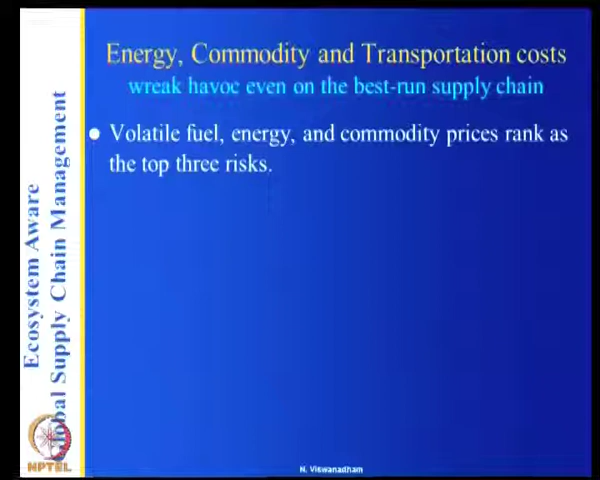 Energy, Commodity and Transportation costs
wreak havoc even on the best-run supply chain
Volatile fuel, energy, and commodity prices rank as
the top three risks.
Ecosystem Aware
Global Supply Chain Management
NPTEL
N. Viswanadham